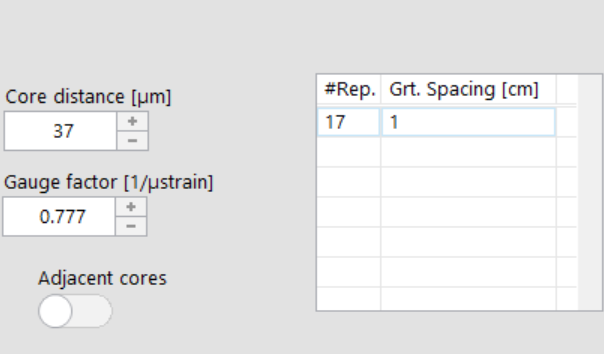 Core distance [µm]
37
Gauge factor [1/µstrain]
0.777
Adjacent cores
#Rep. Grt. Spacing [cm]
17 1